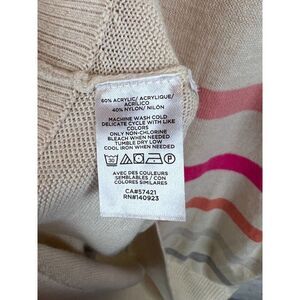 60% ACRYLIC/ ACRYLIQUE/
ACRÍLICO
40% NYLON/ NILÓN
MACHINE WASH COLD
DELICATE CYCLE WITH LIKE
COLORS
ONLY NON-CHLORINE
BLEACH WHEN NEEDED
TUMBLE DRY LOW
COOL IRON WHEN NEEDED
AVEC DES COULEURS
SEMBLABLES / CON
COLORES SIMILARES
CA#57421
RN#140923